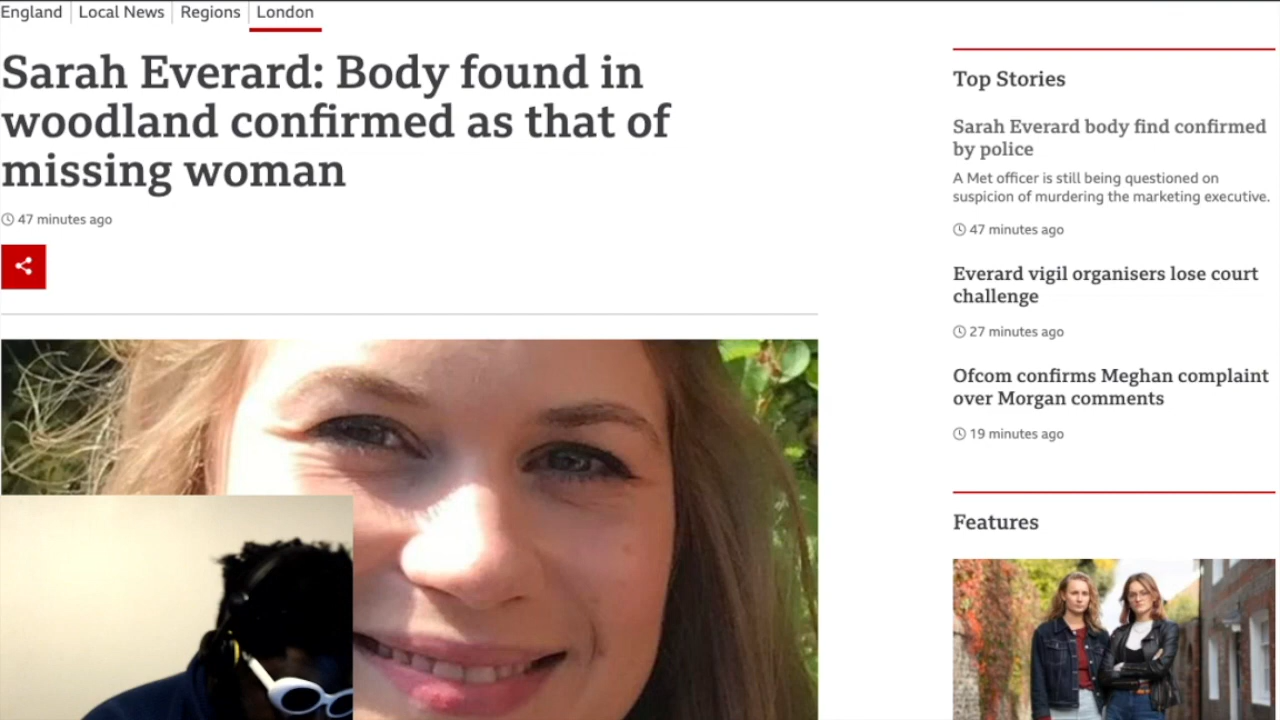 England
Local News
Regions
London
Sarah Everard: Body found in
woodland confirmed as that of
missing woman
47 minutes ago
Top Stories
Sarah Everard body find confirmed
by police
A Met officer is still being questioned on
suspicion of murdering the marketing executive.
47 minutes ago
Everard vigil organisers lose court
challenge
27 minutes ago
Ofcom confirms Meghan complaint
over Morgan comments
19 minutes ago
Features